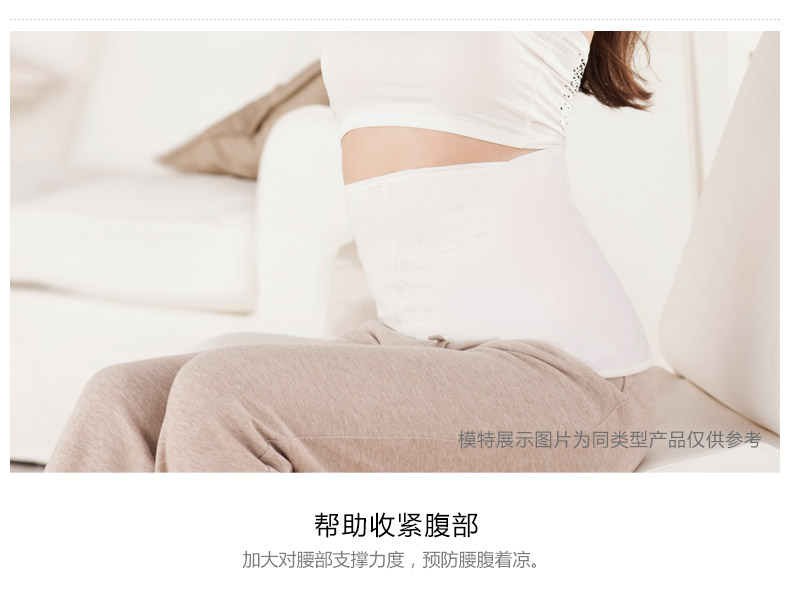 模特展示图片为同类型产品仅供参考
帮助收紧腹部
加大对腰部支撑力度，预防腰腹着凉。